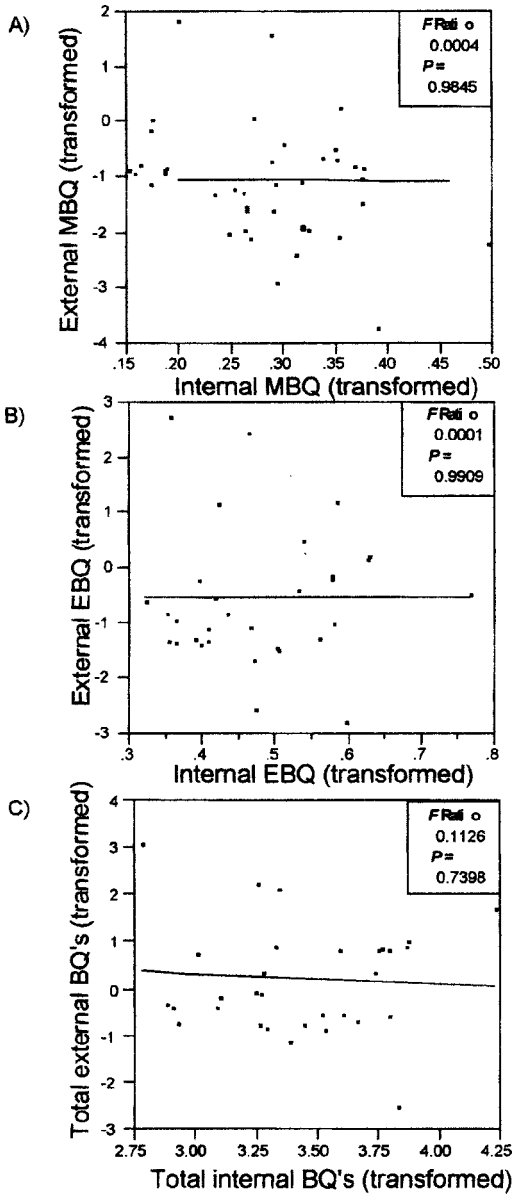 A)
F Rati o
0.0004
P =
0.9845
External MBQ (transformed)
2
1
0
-1
-2
-3
-4
.15 .20 .25 .30 .35 .40 .45 .50
Internal MBQ (transformed)
B)
F Rati o
0.0001
P =
0.9909
External EBQ (transformed)
3
2
1
0
-1
-2
-3
.3 .4 .5 .6 .7 .8
Internal EBQ (transformed)
C)
F Rati o
0.1126
P =
0.7398
Total external BQ's (transformed)
4
3
2
1
0
-1
-2
-3
2.75 3.00 3.25 3.50 3.75 4.00 4.25
Total internal BQ's (transformed)